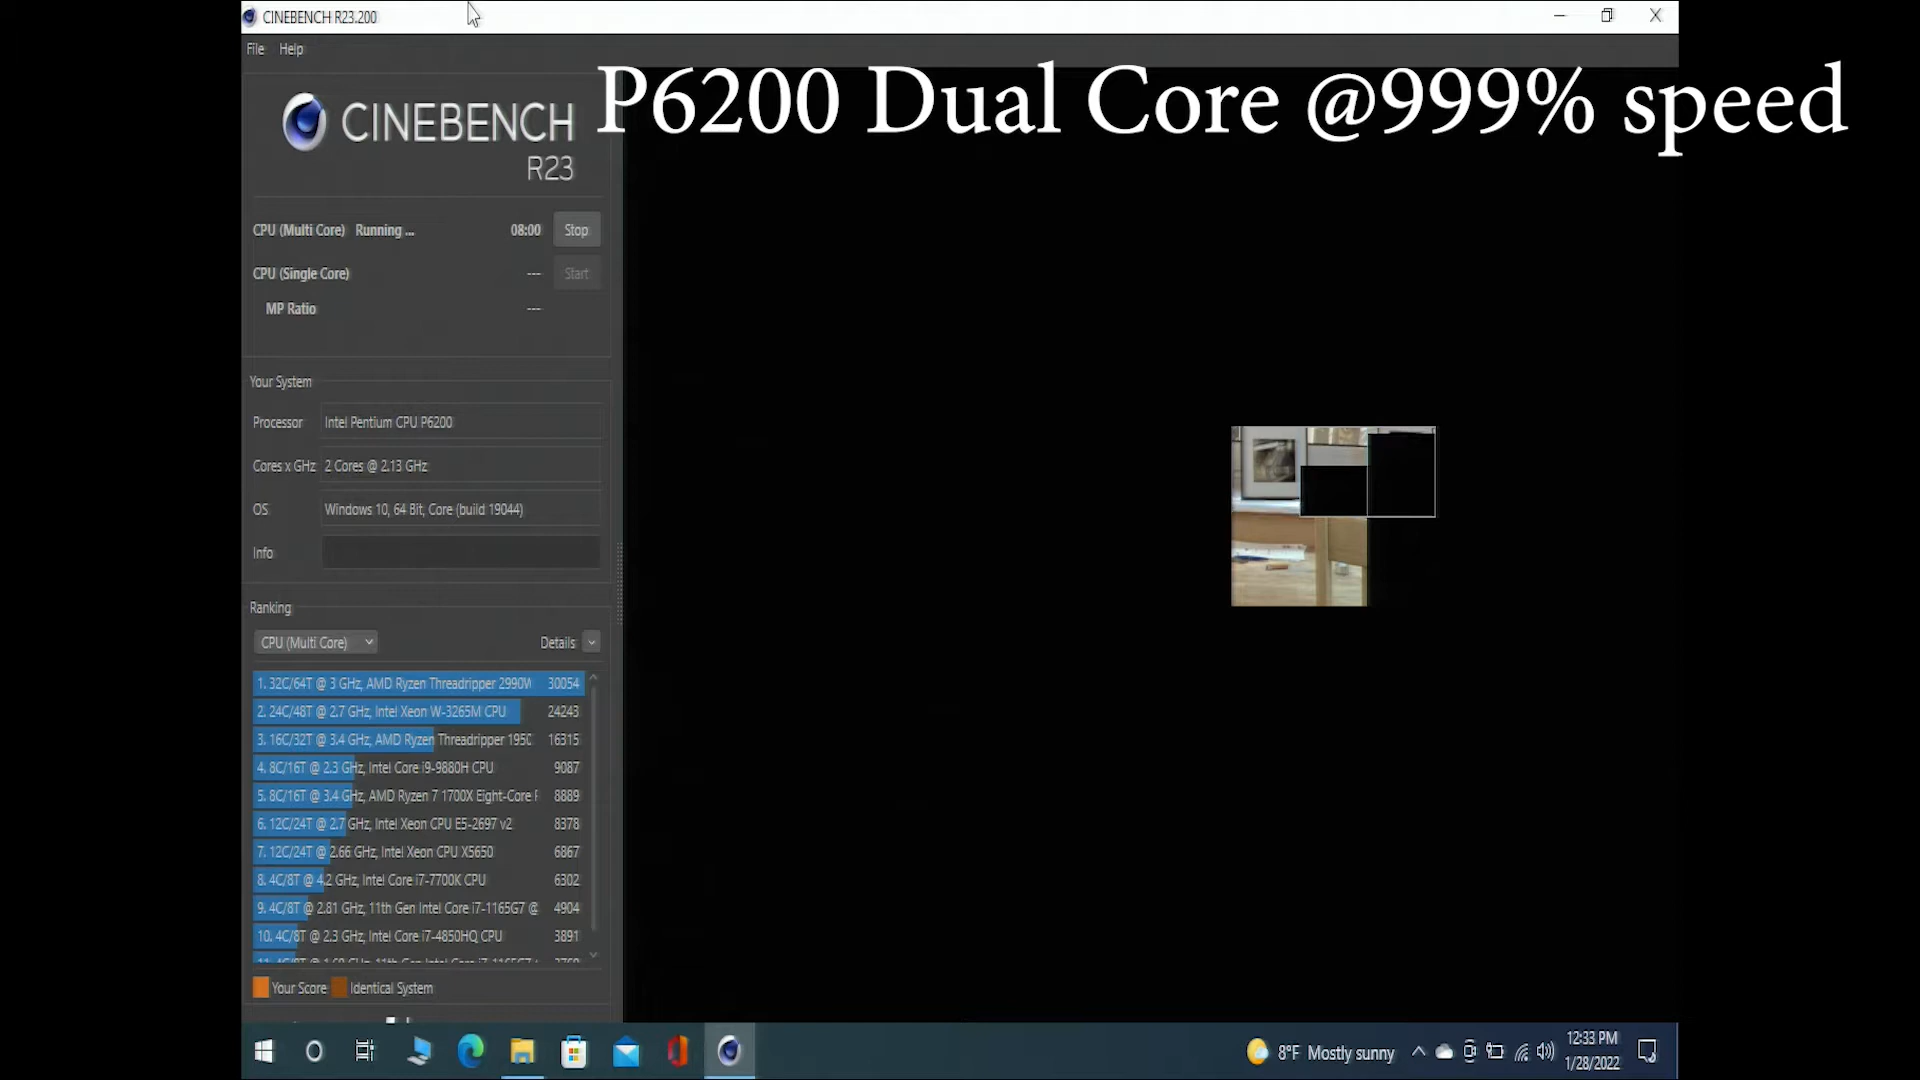 CINEBENCH R23.200
File Help
P6200 Dual Core @999% speed
CINEBENCH
R23
CPU (Multi Core) Running ... 08:00 Stop
CPU (Single Core) --- Start
MP Ratio ---
Your System
Processor Intel Pentium CPU P6200
Cores x GHz 2 Cores @ 2.13 GHz
OS Windows 10, 64 Bit, Core (build 19044)
Info
Ranking
CPU (Multi Core) Details
1. 32C/64T @ 3 GHz, AMD Ryzen Threadripper 2990W 30054
2. 24C/48T @ 2.7 GHz, Intel Xeon W-3265M CPU 24243
3. 16C/32T @ 3.4 GHz, AMD Ryzen Threadripper 195 16315
4. 8C/16T @ 2.3 GHz, Intel Core i9-9880H CPU 9087
5. 8C/16T @ 3.4 GHz, AMD Ryzen 7 1700X Eight-Core 8889
6. 12C/24T @ 2.7 GHz, Intel Xeon CPU E5-2697 v2 8378
7. 12C/24T @ 2.66 GHz, Intel Xeon CPU X5650 6867
8. 4C/8T @ 4.2 GHz, Intel Core i7-7700K CPU 6302
9. 4C/8T @ 2.81 GHz, 11th Gen Intel Core i7-1165G7 @ 4904
10. 4C/8T @ 2.3 GHz, Intel Core i7-4850HQ CPU 3891
Your Score Identical System
8°F Mostly sunny 12:33 PM
1/28/2022